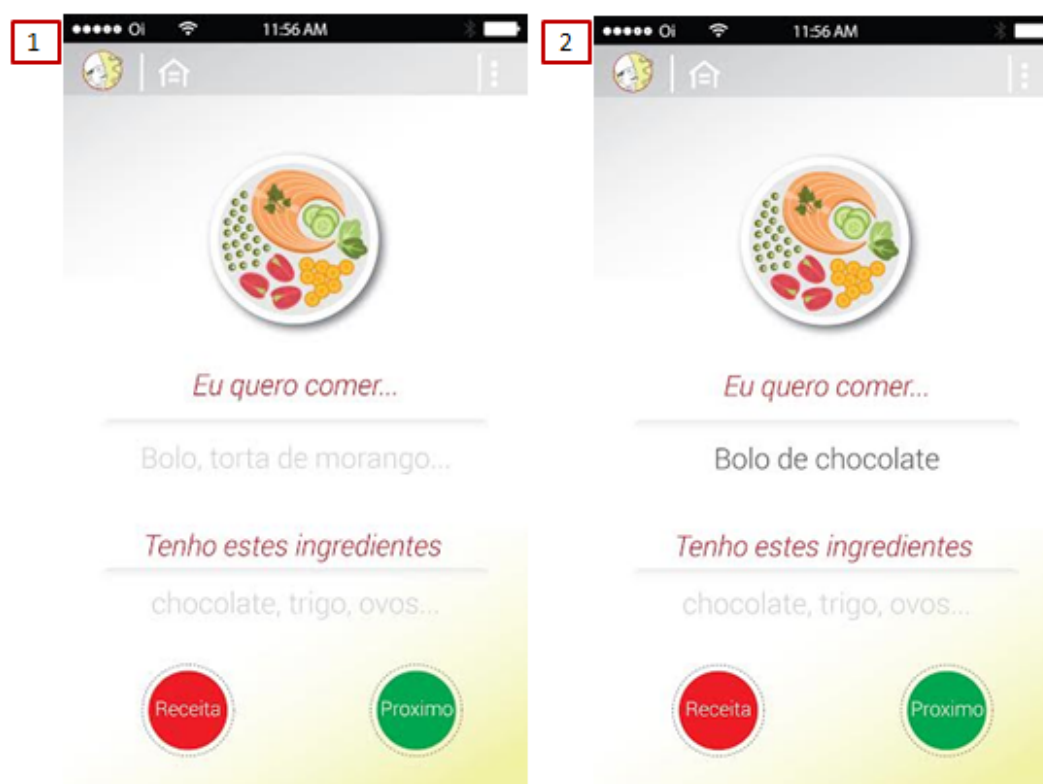 1
Oi 11:56 AM
Eu quero comer...
Bolo, torta de morango...
Tenho estes ingredientes
chocolate, trigo, ovos...
Receita
Proximo
2
Oi 11:56 AM
Eu quero comer...
Bolo de chocolate
Tenho estes ingredientes
chocolate, trigo, ovos...
Receita
Proximo